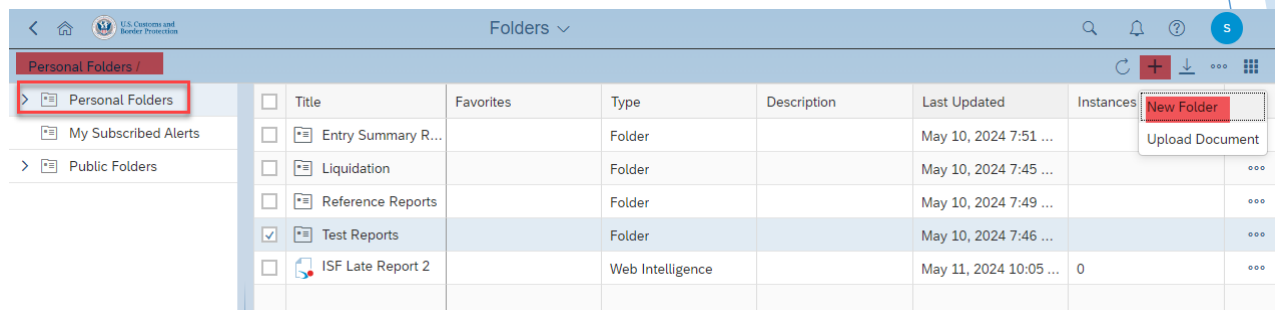 U.S. Customs and
Border Protection
Folders
S
Personal Folders /
Personal Folders
My Subscribed Alerts
Public Folders
Title Favorites Type Description Last Updated Instances
Entry Summary R... Folder May 10, 2024 7:51 ...
Liquidation Folder May 10, 2024 7:45 ...
Reference Reports Folder May 10, 2024 7:49 ...
Test Reports Folder May 10, 2024 7:46 ...
ISF Late Report 2 Web Intelligence May 11, 2024 10:05 ... 0
New Folder
Upload Document